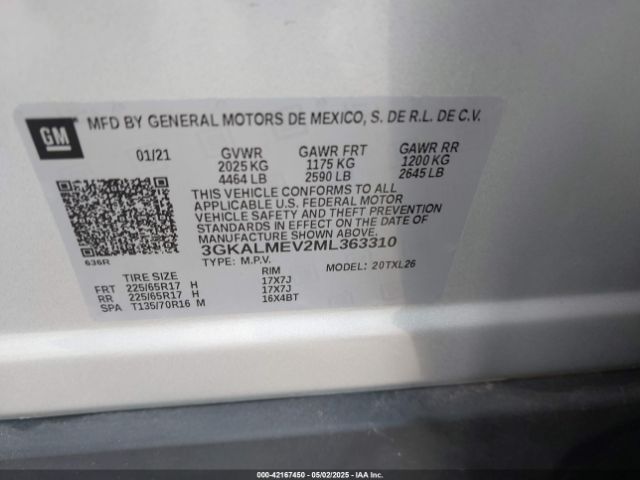 GM
MFD BY GENERAL MOTORS DE MEXICO, S. DE R.L. DE C.V.
01/21 GVWR GAWR FRT GAWR RR
2025 KG 1175 KG 1200 KG
4464 LB 2590 LB 2645 LB
THIS VEHICLE CONFORMS TO ALL
APPLICABLE U.S. FEDERAL MOTOR
VEHICLE SAFETY AND THEFT PREVENTION
STANDARDS IN EFFECT ON THE DATE OF
MANUFACTURE SHOWN ABOVE.
3GKALMEV2ML363310
636R TYPE: M.P.V. MODEL: 20TXL26
TIRE SIZE RIM
FRT 225/65R17 H 17X7J
RR 225/65R17 H 17X7J
SPA T135/70R16 M 16X4BT
000-42167450 - 05/02/2025 - IAA Inc.